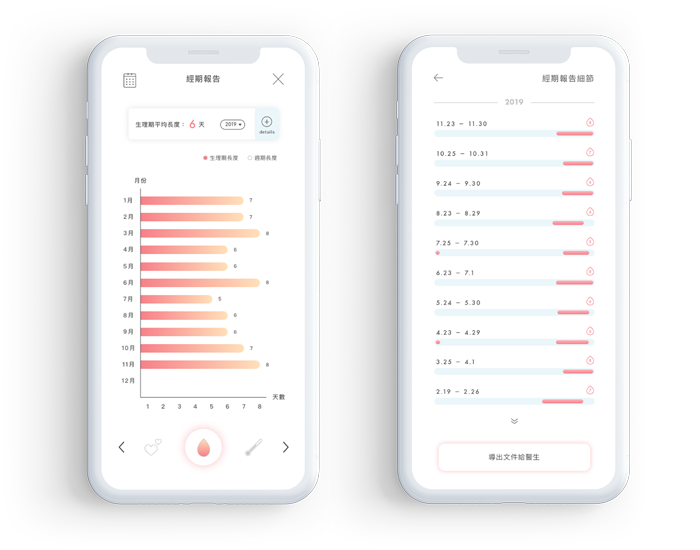 經期報告
生理期平均長度： 6 天
2019 ▾
details
生理期長度
週期長度
月份
1月 7
2月 7
3月 8
4月 6
5月 6
6月 8
7月 5
8月 6
9月 6
10月 7
11月 8
12月
天數
1 2 3 4 5 6 7 8
經期報告細節
2019
11.23 – 11.30
10.25 – 10.31
9.24 – 9.30
8.23 – 8.29
7.25 – 7.30
6.23 – 7.1
5.24 – 5.30
4.23 – 4.29
3.25 – 4.1
2.19 – 2.26
導出文件給醫生